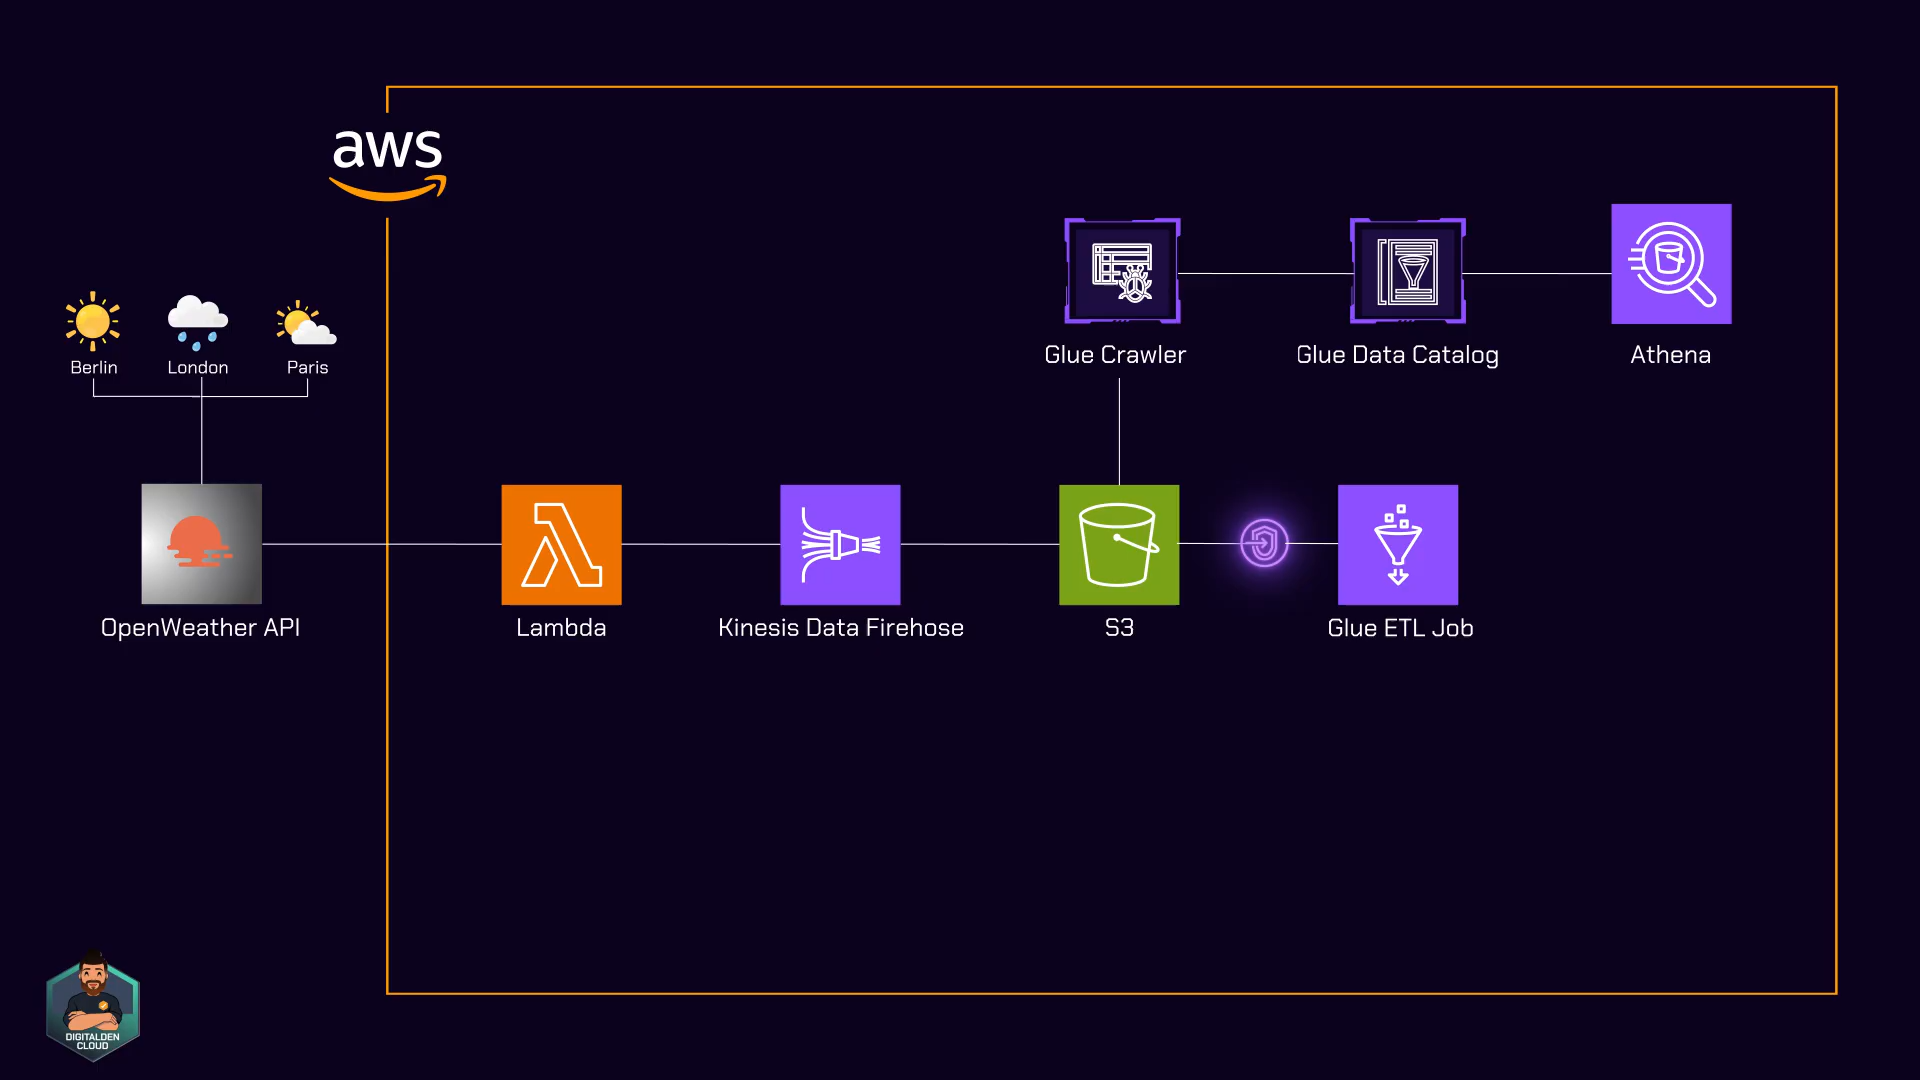 aws
Berlin
London
Paris
Glue Crawler
Glue Data Catalog
Athena
OpenWeather API
Lambda
Kinesis Data Firehose
S3
Glue ETL Job
DIGITALDEN
CLOUD